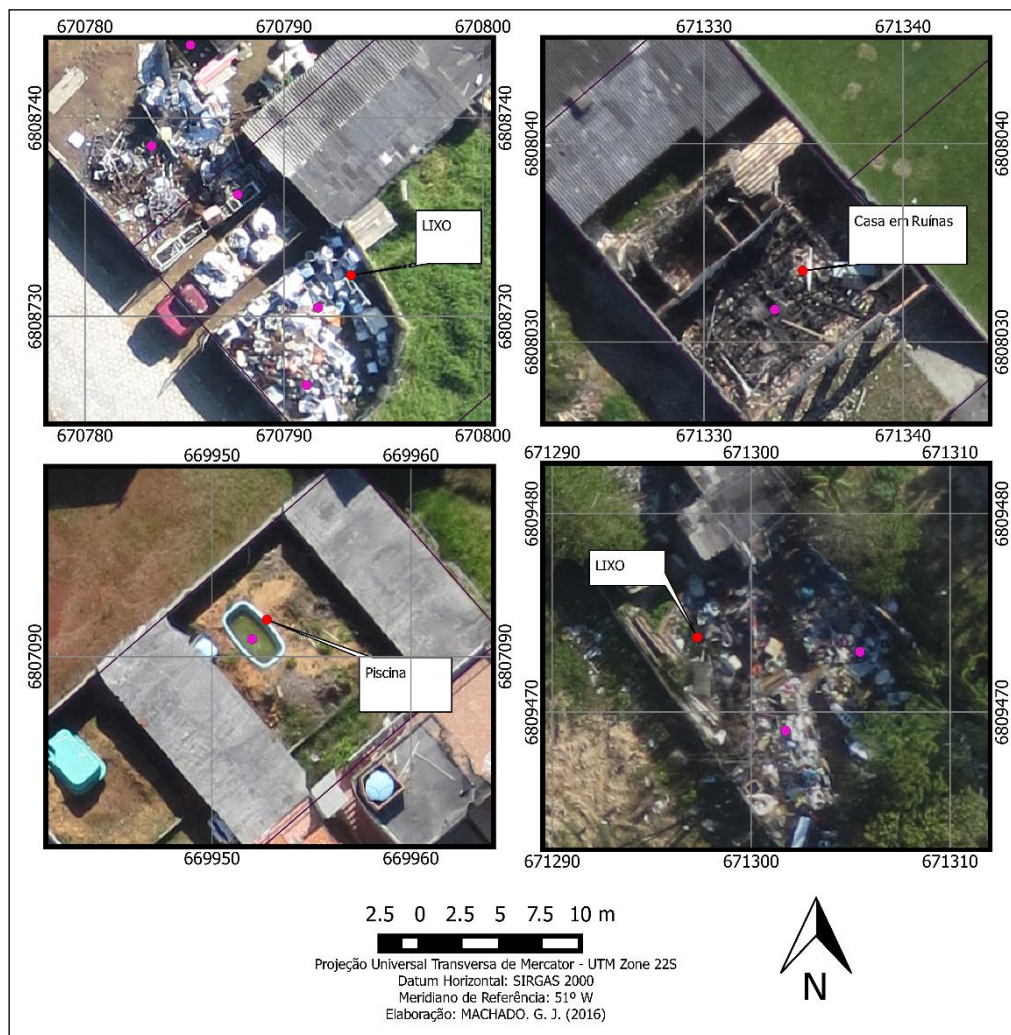 670780 670790 670800
671330 671340
6808740
6808730
6808740
6808730
LIXO
6808040
6808030
6808040
6808030
Casa em Ruínas
670780 670790 670800
671330 671340
669950 669960
671290 671300 671310
6807090
6807090
Piscina
6809480
6809470
6809480
6809470
LIXO
669950 669960
671290 671300 671310
2.5 0 2.5 5 7.5 10 m
Projeção Universal Transversa de Mercator - UTM Zone 22S
Datum Horizontal: SIRGAS 2000
Meridiano de Referência: 51º W
Elaboração: MACHADO. G. J. (2016)
N